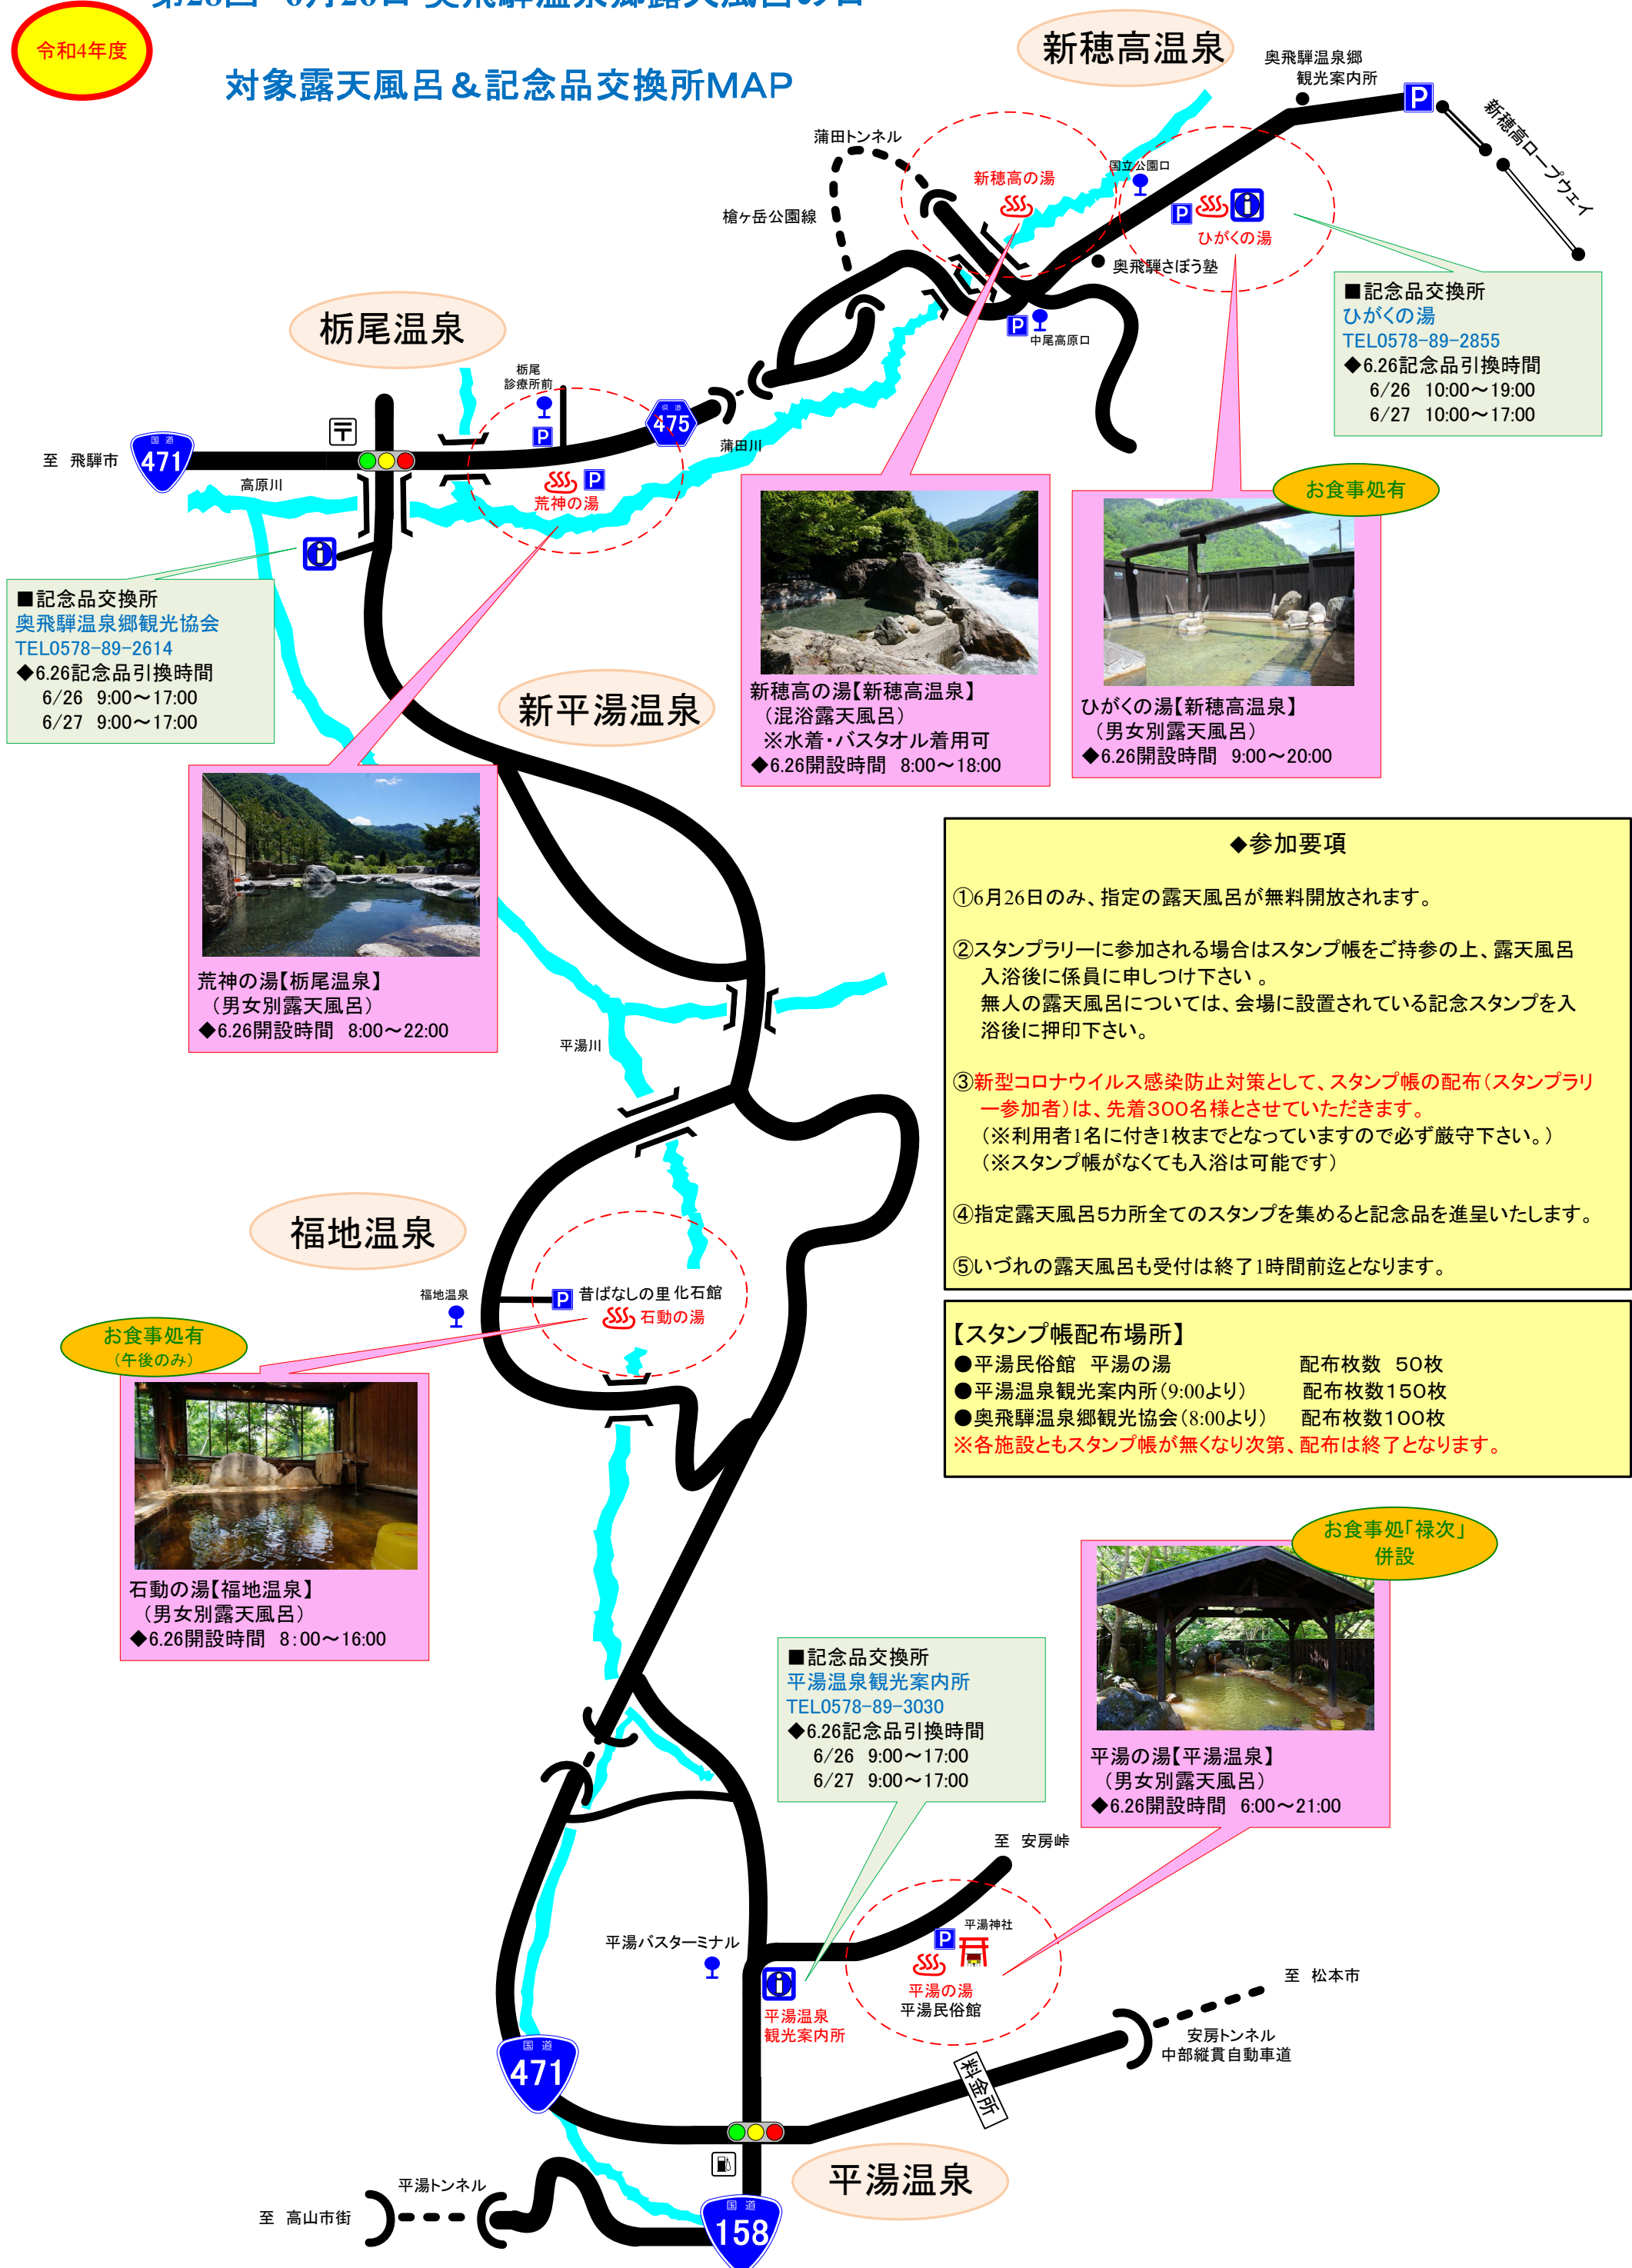 令和4年度
対象露天風呂&記念品交換所MAP
新穂高温泉
奥飛騨温泉郷
観光案内所
P
新穂高ロープウェイ
蒲田トンネル
新穂高の湯
国立公園口
槍ヶ岳公園線
P
ひがくの湯
奥飛騨さぼう塾
P
中尾高原口
■記念品交換所
ひがくの湯
TEL0578-89-2855
◆6.26記念品引換時間
6/26 10:00～19:00
6/27 10:00～17:00
栃尾温泉
栃尾
診療所前
P
県道
475
蒲田川
〒
至 飛騨市
国道
471
高原川
P
荒神の湯
お食事処有
■記念品交換所
奥飛騨温泉郷観光協会
TEL0578-89-2614
◆6.26記念品引換時間
6/26 9:00～17:00
6/27 9:00～17:00
新穂高の湯【新穂高温泉】
（混浴露天風呂）
※水着・バスタオル着用可
◆6.26開設時間 8:00～18:00
ひがくの湯【新穂高温泉】
（男女別露天風呂）
◆6.26開設時間 9:00～20:00
新平湯温泉
荒神の湯【栃尾温泉】
（男女別露天風呂）
◆6.26開設時間 8:00～22:00
平湯川
◆参加要項
①6月26日のみ、指定の露天風呂が無料開放されます。
②スタンプラリーに参加される場合はスタンプ帳をご持参の上、露天風呂
入浴後に係員に申しつけ下さい 。
無人の露天風呂については、会場に設置されている記念スタンプを入
浴後に押印下さい。
③新型コロナウイルス感染防止対策として、スタンプ帳の配布（スタンプラリ
ー参加者）は、先着300名様とさせていただきます。
（※利用者1名に付き1枚までとなっていますので必ず厳守下さい。）
（※スタンプ帳がなくても入浴は可能です）
④指定露天風呂5カ所全てのスタンプを集めると記念品を進呈いたします。
⑤いづれの露天風呂も受付は終了1時間前迄となります。
【スタンプ帳配布場所】
●平湯民俗館 平湯の湯 配布枚数 50枚
●平湯温泉観光案内所（9:00より） 配布枚数150枚
●奥飛騨温泉郷観光協会（8:00より） 配布枚数100枚
※各施設ともスタンプ帳が無くなり次第、配布は終了となります。
福地温泉
福地温泉
P
昔ばなしの里 化石館
石動の湯
お食事処有
（午後のみ）
石動の湯【福地温泉】
（男女別露天風呂）
◆6.26開設時間 8：00～16:00
お食事処「禄次」
併設
■記念品交換所
平湯温泉観光案内所
TEL0578-89-3030
◆6.26記念品引換時間
6/26 9:00～17:00
6/27 9:00～17:00
平湯の湯【平湯温泉】
（男女別露天風呂）
◆6.26開設時間 6:00～21:00
至 安房峠
平湯バスターミナル
P
平湯神社
平湯の湯
平湯民俗館
平湯温泉
観光案内所
至 松本市
安房トンネル
中部縦貫自動車道
料金所
国道
471
平湯温泉
平湯トンネル
至 高山市街
国道
158